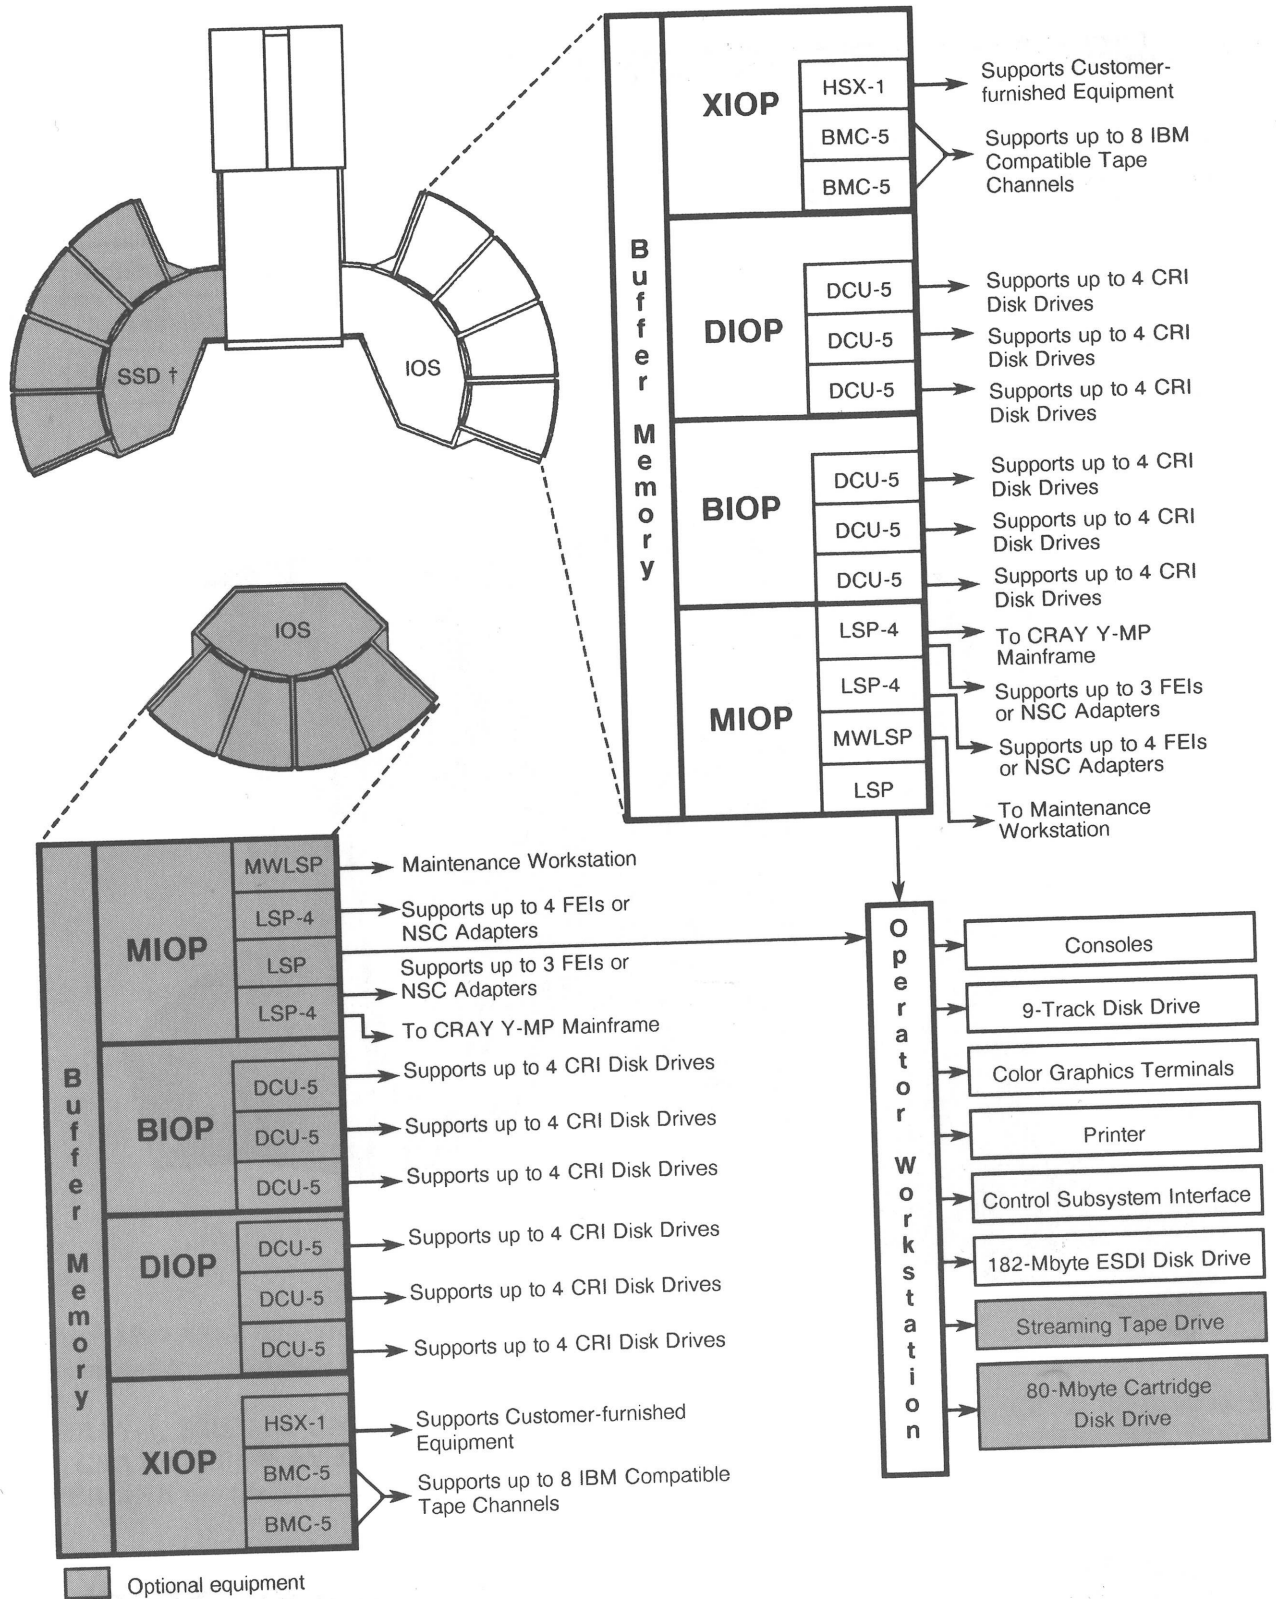 SSD †
IOS
Buffer Memory
XIOP
HSX-1
BMC-5
BMC-5
Supports Customer-
furnished Equipment
Supports up to 8 IBM
Compatible Tape
Channels
DIOP
DCU-5
DCU-5
DCU-5
Supports up to 4 CRI
Disk Drives
Supports up to 4 CRI
Disk Drives
Supports up to 4 CRI
Disk Drives
BIOP
DCU-5
DCU-5
DCU-5
Supports up to 4 CRI
Disk Drives
Supports up to 4 CRI
Disk Drives
Supports up to 4 CRI
Disk Drives
MIOP
LSP-4
LSP-4
MWLSP
LSP
To CRAY Y-MP
Mainframe
Supports up to 3 FEIs
or NSC Adapters
Supports up to 4 FEIs
or NSC Adapters
To Maintenance
Workstation
IOS
Buffer Memory
MIOP
MWLSP
LSP-4
LSP
LSP-4
Maintenance Workstation
Supports up to 4 FEIs or
NSC Adapters
Supports up to 3 FEIs or
NSC Adapters
To CRAY Y-MP Mainframe
BIOP
DCU-5
DCU-5
DCU-5
Supports up to 4 CRI Disk Drives
Supports up to 4 CRI Disk Drives
Supports up to 4 CRI Disk Drives
DIOP
DCU-5
DCU-5
DCU-5
Supports up to 4 CRI Disk Drives
Supports up to 4 CRI Disk Drives
Supports up to 4 CRI Disk Drives
XIOP
HSX-1
BMC-5
BMC-5
Supports Customer-furnished
Equipment
Supports up to 8 IBM Compatible
Tape Channels
Operator Workstation
Consoles
9-Track Disk Drive
Color Graphics Terminals
Printer
Control Subsystem Interface
182-Mbyte ESDI Disk Drive
Streaming Tape Drive
80-Mbyte Cartridge
Disk Drive
Optional equipment